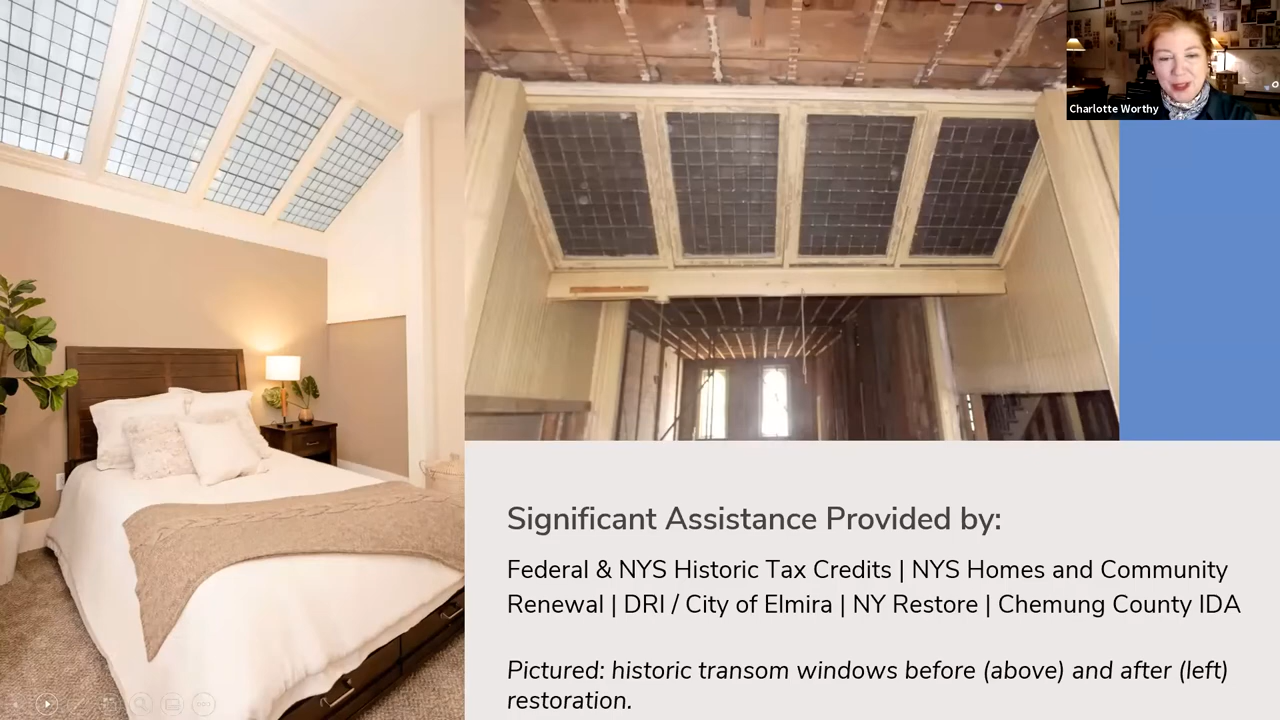 Charlotte Worthy
Significant Assistance Provided by:
Federal & NYS Historic Tax Credits | NYS Homes and Community
Renewal | DRI / City of Elmira | NY Restore | Chemung County IDA
Pictured: historic transom windows before (above) and after (left)
restoration.